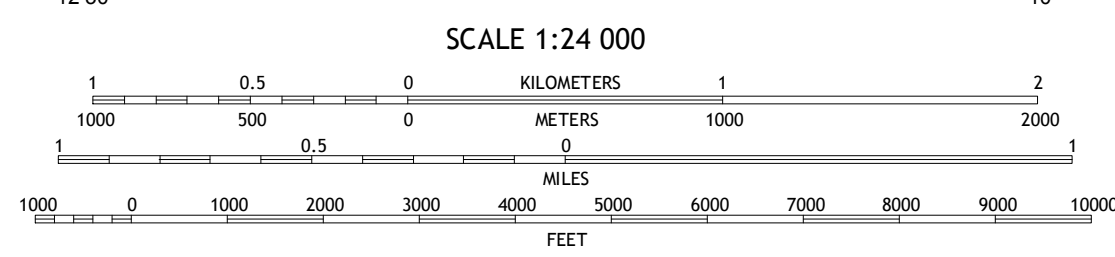 SCALE 1:24 000
1 0.5 0 KILOMETERS 1 2
1000 500 0 METERS 1000 2000
1 0.5 0 1
MILES
1000 0 1000 2000 3000 4000 5000 6000 7000 8000 9000 10000
FEET